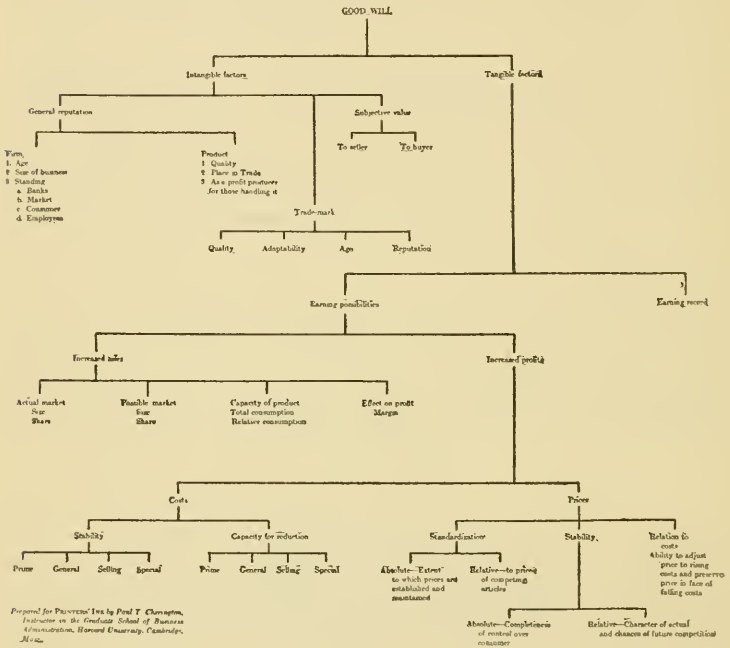 GOOD WILL
Intangible factors
Tangible factors
General reputation
Subjective value
Firm
1. Age
2 Size of business
3 Standing
a. Banks
b. Market
c Consumer
d. Employees
Product
1 Quality
2 Place in Trade
3 As a profit producers
for those handling it
To seller
To buyer
Trade-mark
Quality
Adaptability
Age
Reputation
Earning possibilities
Earning record
Increased sales
Increased profits
Actual market
Size
Share
Possible market
Size
Share
Capacity of product
Total consumption
Relative consumption
Effect on profit
Margin
Costs
Prices
Stability
Capacity for reduction
Standardization
Stability
Relation to
costs
Ability to adjust
price to rising
costs and preserve
price in face of
falling costs
Prime
General
Selling
Special
Prime
General
Selling
Special
Absolute—Extent
to which prices are
established and
maintained
Relative—to prices
of competing
articles
Absolute—Completeness
of control over
consumer
Relative—Character of actual
and chances of future competition
Prepared for PRINTERS' INK by Paul T. Cherington,
Instructor in the Graduate School of Business
Administration, Harvard University, Cambridge,
Mass.